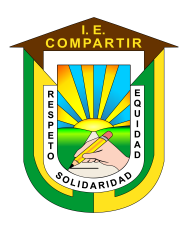 I. E.
COMPARTIR
RESPETO
SOLIDARIDAD
EQUIDAD